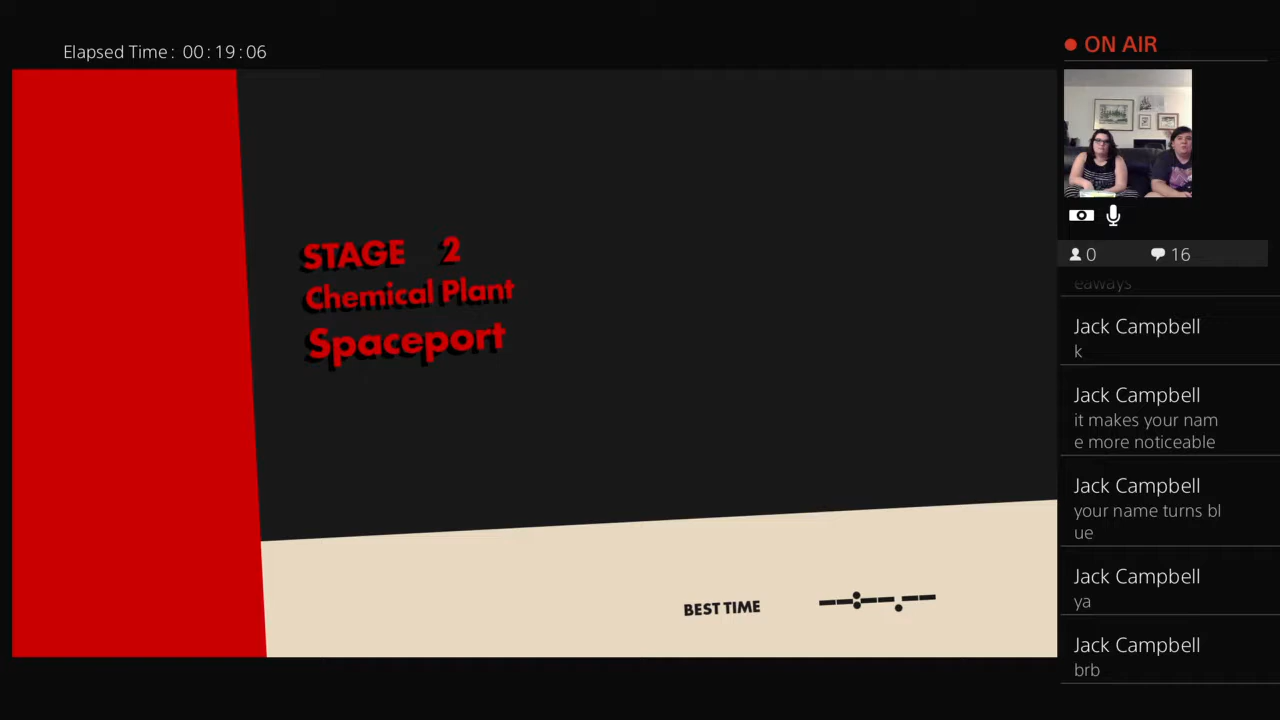 Elapsed Time: 00:19:06
ON AIR
STAGE 2
Chemical Plant
Spaceport
BEST TIME --:--.--
0 16
eaways
Jack Campbell
k
Jack Campbell
it makes your nam
e more noticeable
Jack Campbell
your name turns bl
ue
Jack Campbell
ya
Jack Campbell
brb